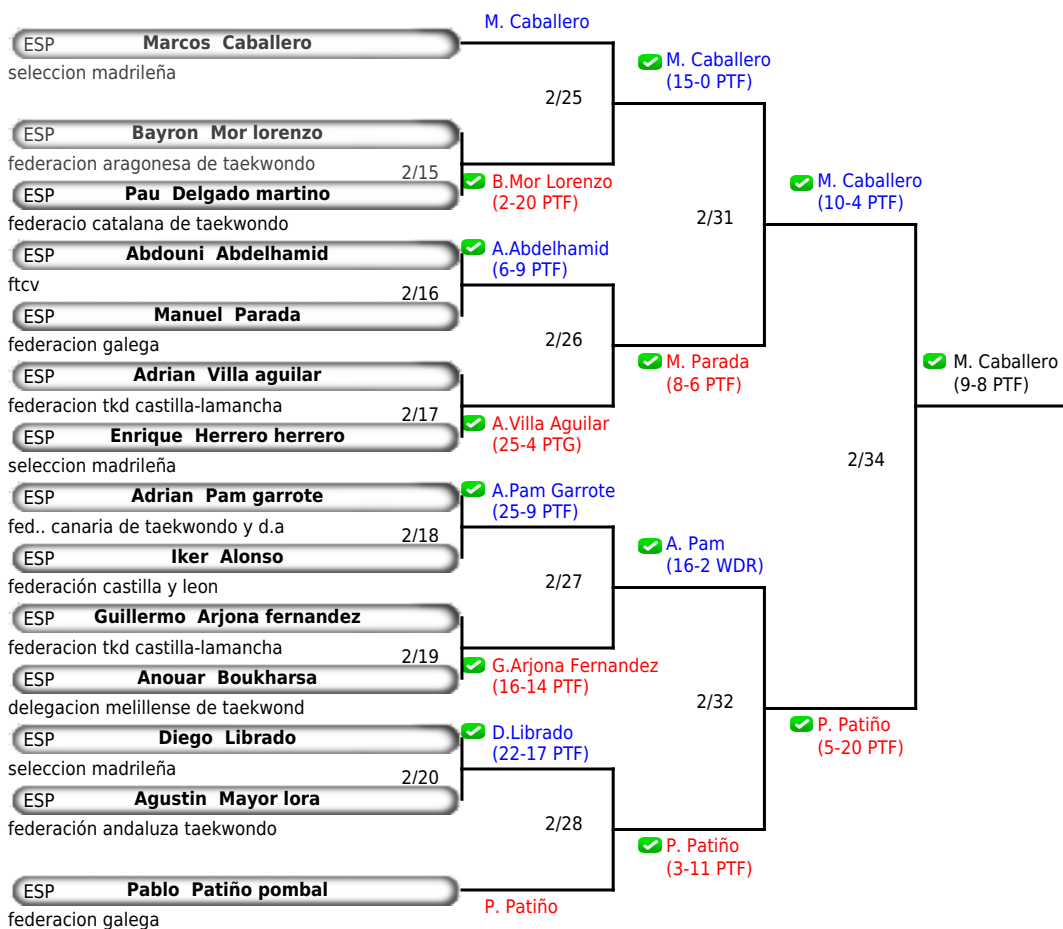 M. Caballero
ESP Marcos Caballero
seleccion madrileña
M. Caballero
(15-0 PTF)
2/25
ESP Bayron Mor lorenzo
federacion aragonesa de taekwondo
2/15
B.Mor Lorenzo
(2-20 PTF)
ESP Pau Delgado martino
federacio catalana de taekwondo
M. Caballero
(10-4 PTF)
2/31
ESP Abdouni Abdelhamid
ftcv
A.Abdelhamid
(6-9 PTF)
2/16
ESP Manuel Parada
federacion galega
2/26
M. Parada
(8-6 PTF)
M. Caballero
(9-8 PTF)
ESP Adrian Villa aguilar
federacion tkd castilla-lamancha
2/17
A.Villa Aguilar
(25-4 PTG)
ESP Enrique Herrero herrero
seleccion madrileña
2/34
ESP Adrian Pam garrote
fed.. canaria de taekwondo y d.a
A.Pam Garrote
(25-9 PTF)
2/18
ESP Iker Alonso
federación castilla y leon
A. Pam
(16-2 WDR)
2/27
ESP Guillermo Arjona fernandez
federacion tkd castilla-lamancha
2/19
G.Arjona Fernandez
(16-14 PTF)
ESP Anouar Boukharsa
delegacion melillense de taekwond
2/32
P. Patiño
(5-20 PTF)
ESP Diego Librado
seleccion madrileña
D.Librado
(22-17 PTF)
2/20
ESP Agustin Mayor lora
federación andaluza taekwondo
2/28
P. Patiño
(3-11 PTF)
ESP Pablo Patiño pombal
federacion galega
P. Patiño